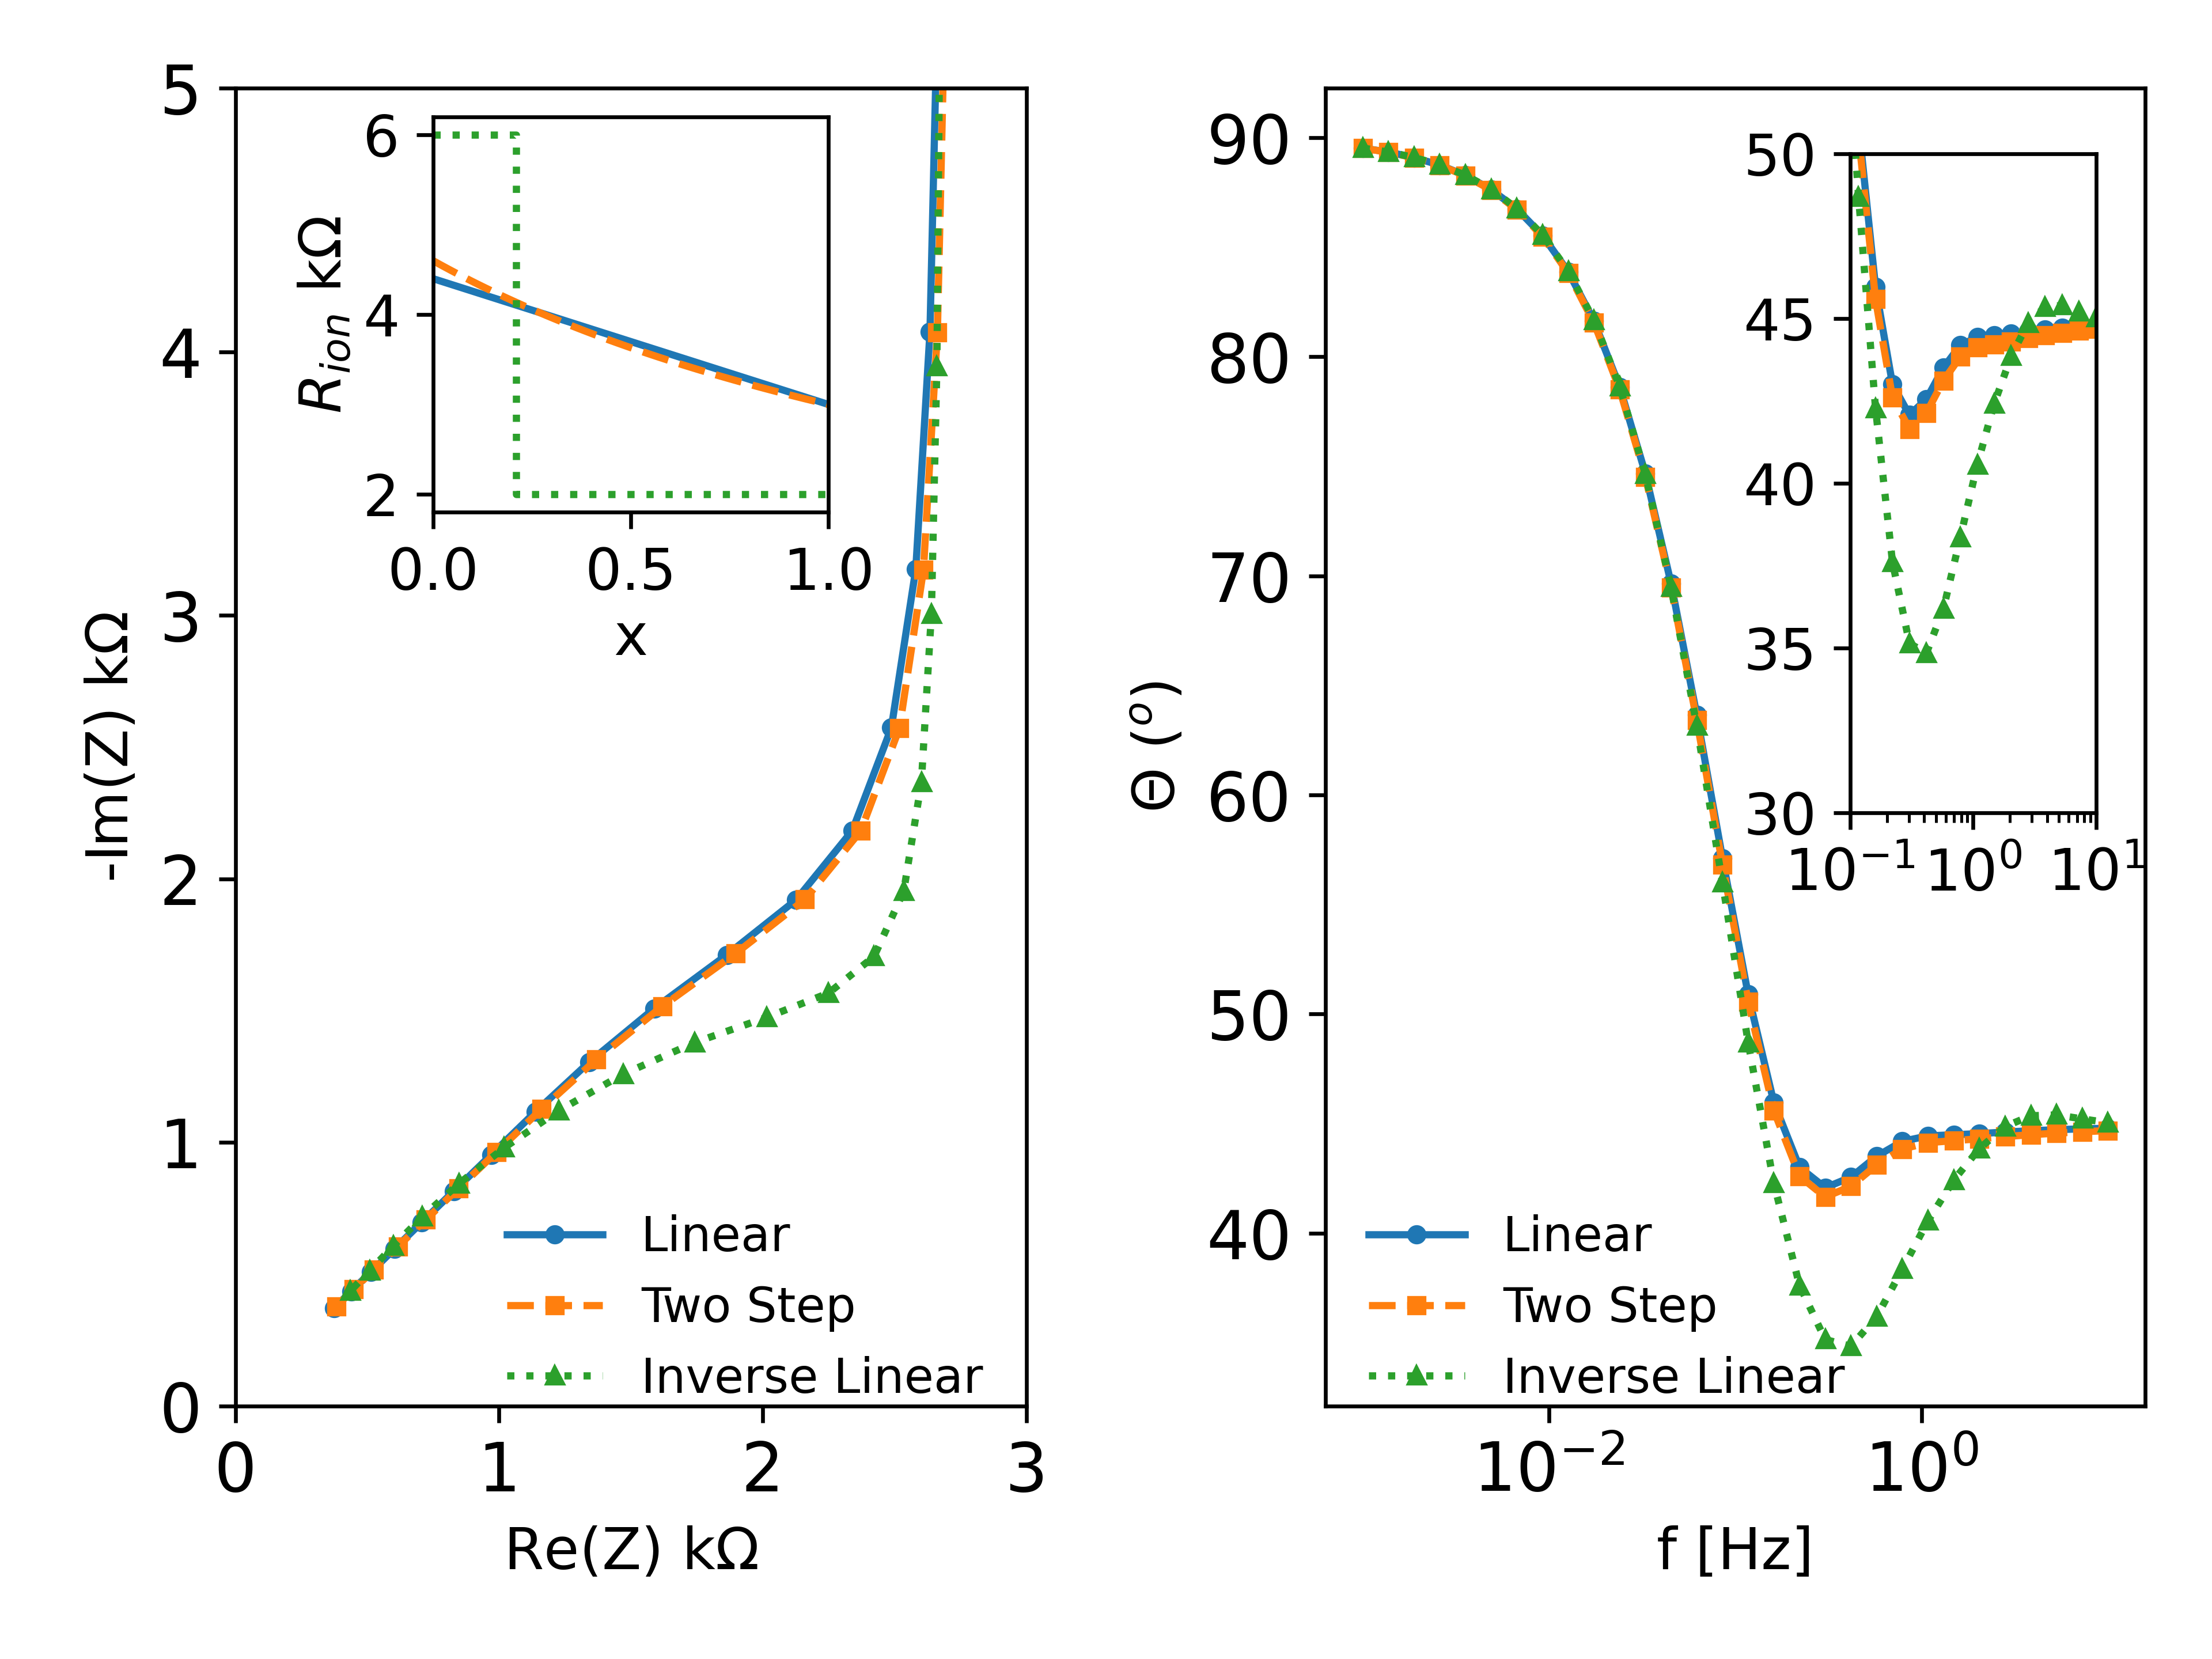 5
4
3
2
1
0
-Im(Z) kΩ
0
1
2
3
Re(Z) kΩ
6
4
2
R_{ion} kΩ
0.0
0.5
1.0
x
Linear
Two Step
Inverse Linear
90
80
70
60
50
40
Θ (^o)
10^{-2}
10^0
f [Hz]
50
45
40
35
30
10^{-1}
10^0
10^1
Linear
Two Step
Inverse Linear